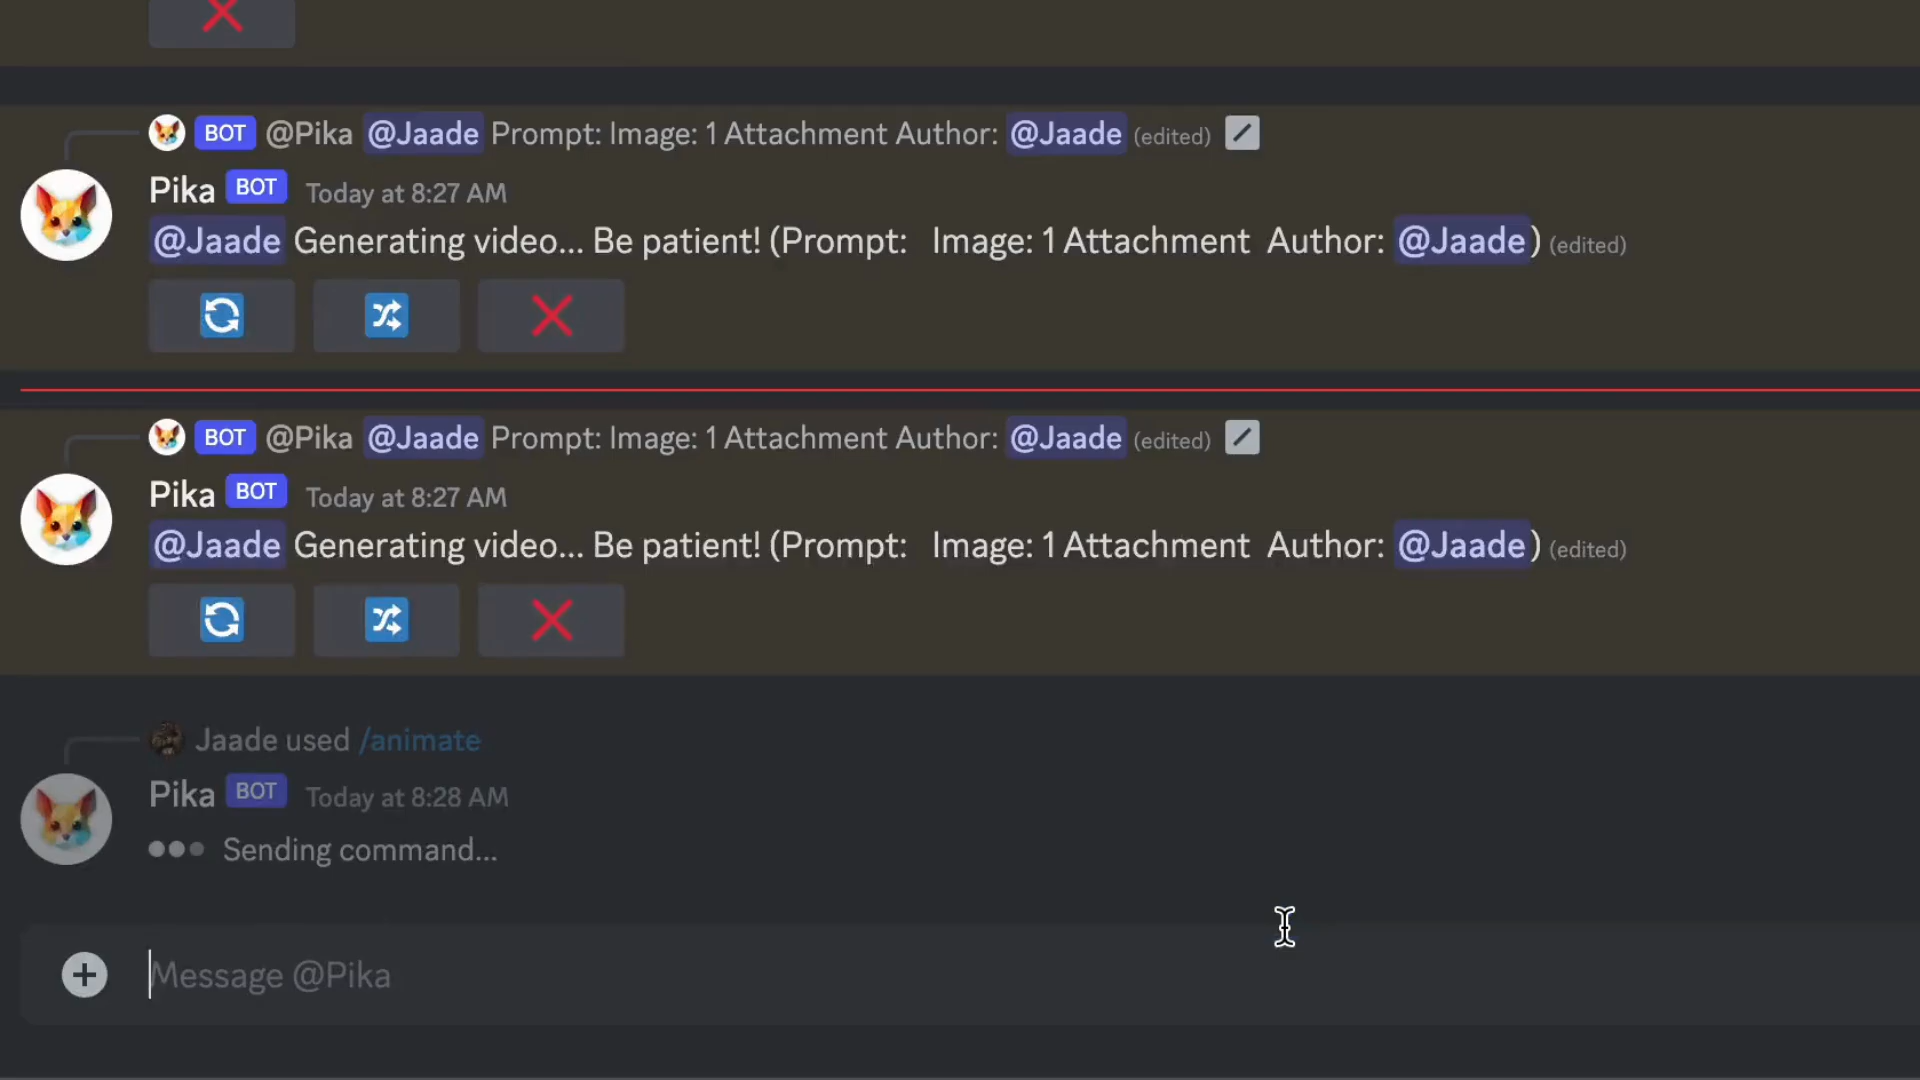 BOT @Pika @Jaade Prompt: Image: 1 Attachment Author: @Jaade (edited)
Pika BOT Today at 8:27 AM
@Jaade Generating video... Be patient! (Prompt: Image: 1 Attachment Author: @Jaade) (edited)
BOT @Pika @Jaade Prompt: Image: 1 Attachment Author: @Jaade (edited)
Pika BOT Today at 8:27 AM
@Jaade Generating video... Be patient! (Prompt: Image: 1 Attachment Author: @Jaade) (edited)
Jaade used /animate
Pika BOT Today at 8:28 AM
Sending command...
Message @Pika